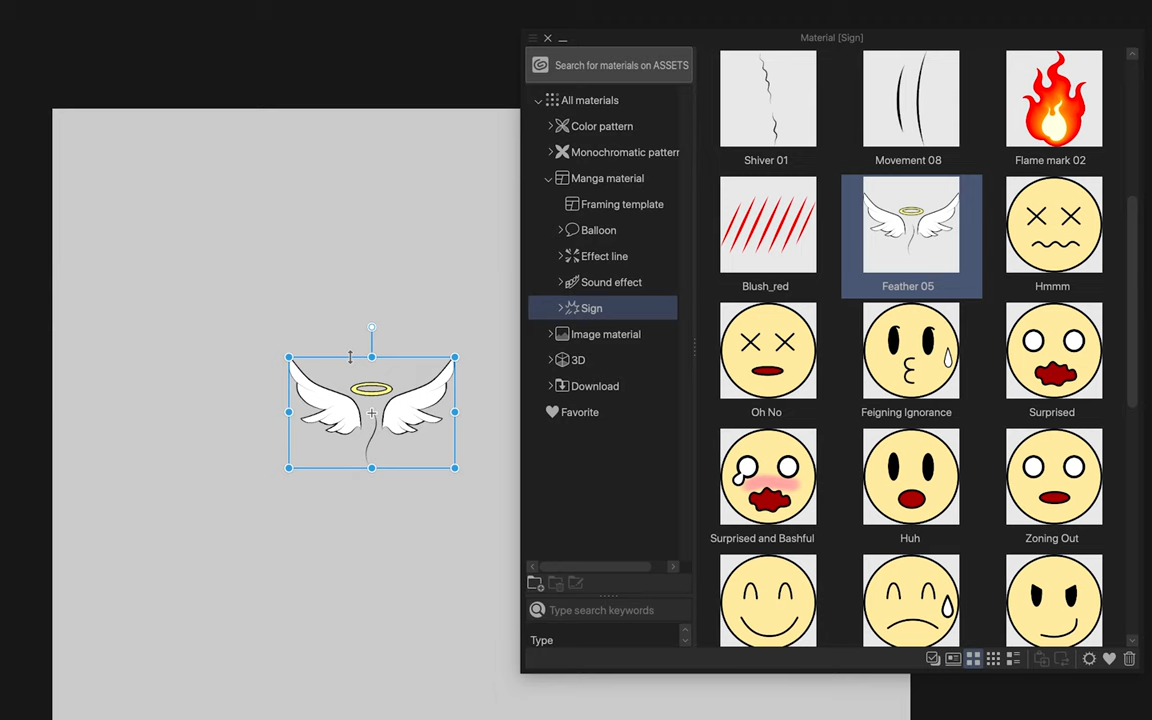 Material [Sign]
Search for materials on ASSETS
All materials
Color pattern
Monochromatic pattern
Manga material
Framing template
Balloon
Effect line
Sound effect
Sign
Image material
3D
Download
Favorite
Type search keywords
Type
Shiver 01
Movement 08
Flame mark 02
Blush_red
Feather 05
Hmmm
Oh No
Feigning Ignorance
Surprised
Surprised and Bashful
Huh
Zoning Out